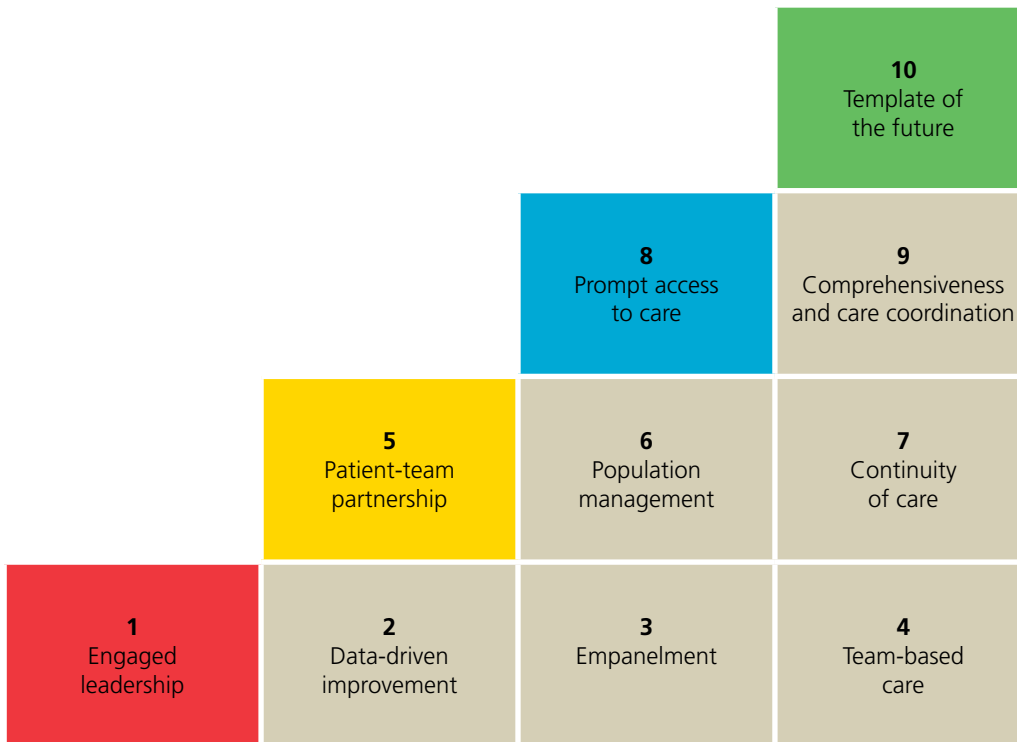 10
Template of
the future
8
Prompt access
to care
9
Comprehensiveness
and care coordination
5
Patient-team
partnership
6
Population
management
7
Continuity
of care
1
Engaged
leadership
2
Data-driven
improvement
3
Empanelment
4
Team-based
care